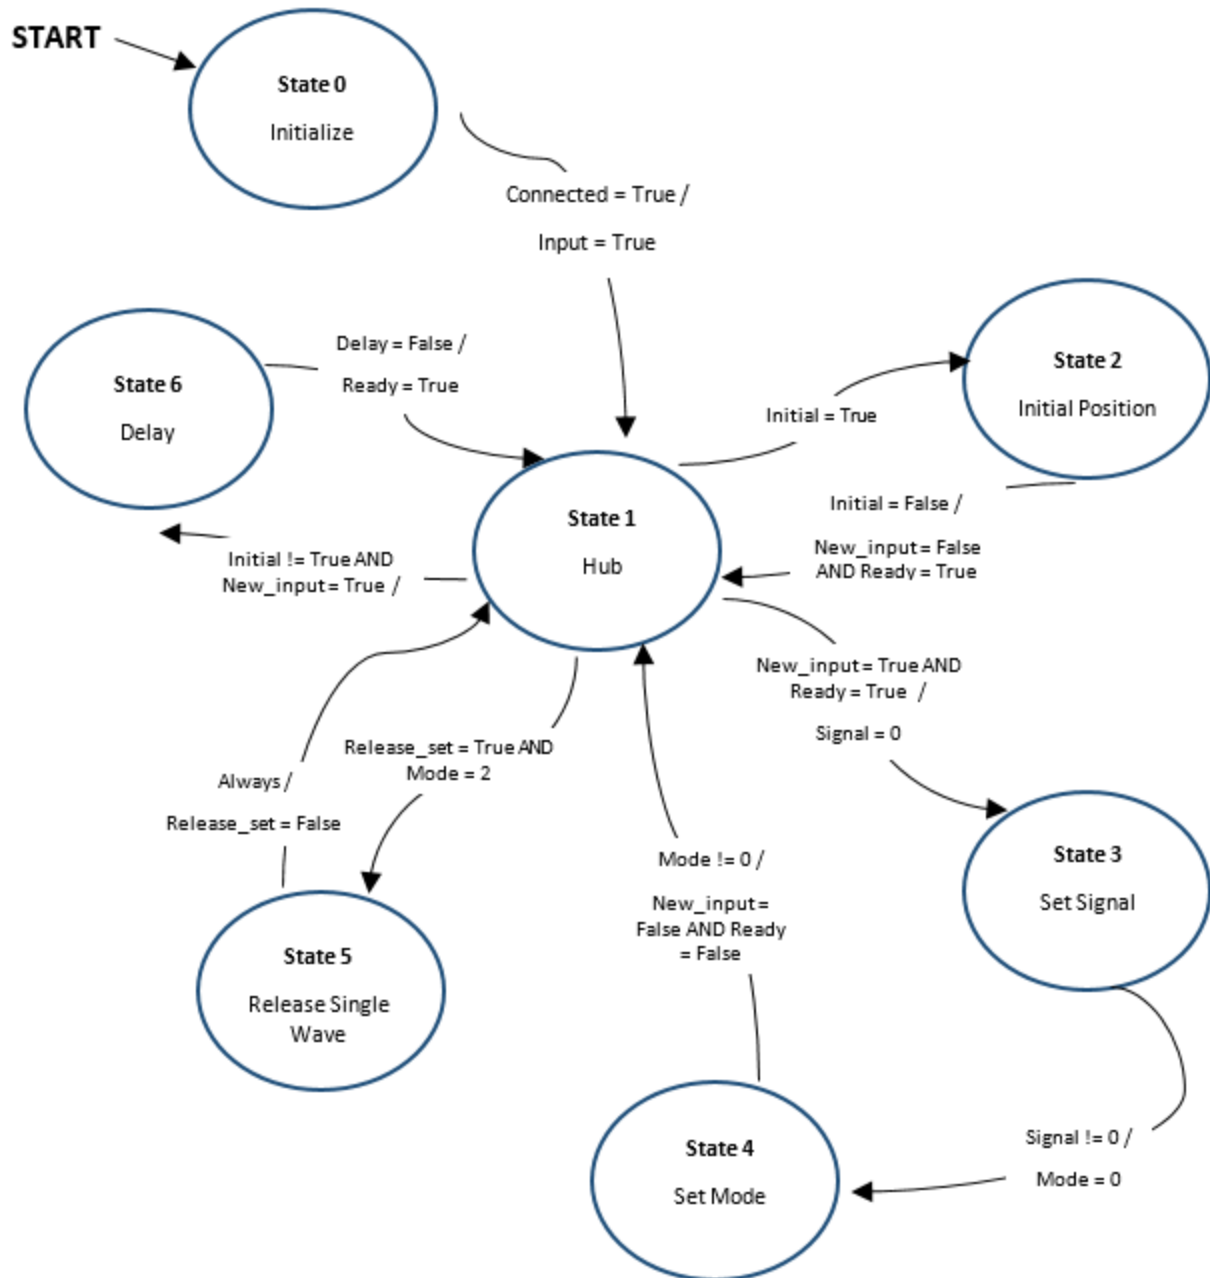 START
State 0
Initialize
Connected = True /
Input = True
Delay = False /
Ready = True
State 6
Delay
State 2
Initial Position
Initial = True
Initial = False /
New_input = False
AND Ready = True
State 1
Hub
Initial != True AND
New_input = True /
New_input = True AND
Ready = True /
Signal = 0
Release_set = True AND
Mode = 2
Always /
Release_set = False
Mode != 0 /
New_input =
False AND Ready
= False
State 3
Set Signal
State 5
Release Single
Wave
State 4
Set Mode
Signal != 0 /
Mode = 0